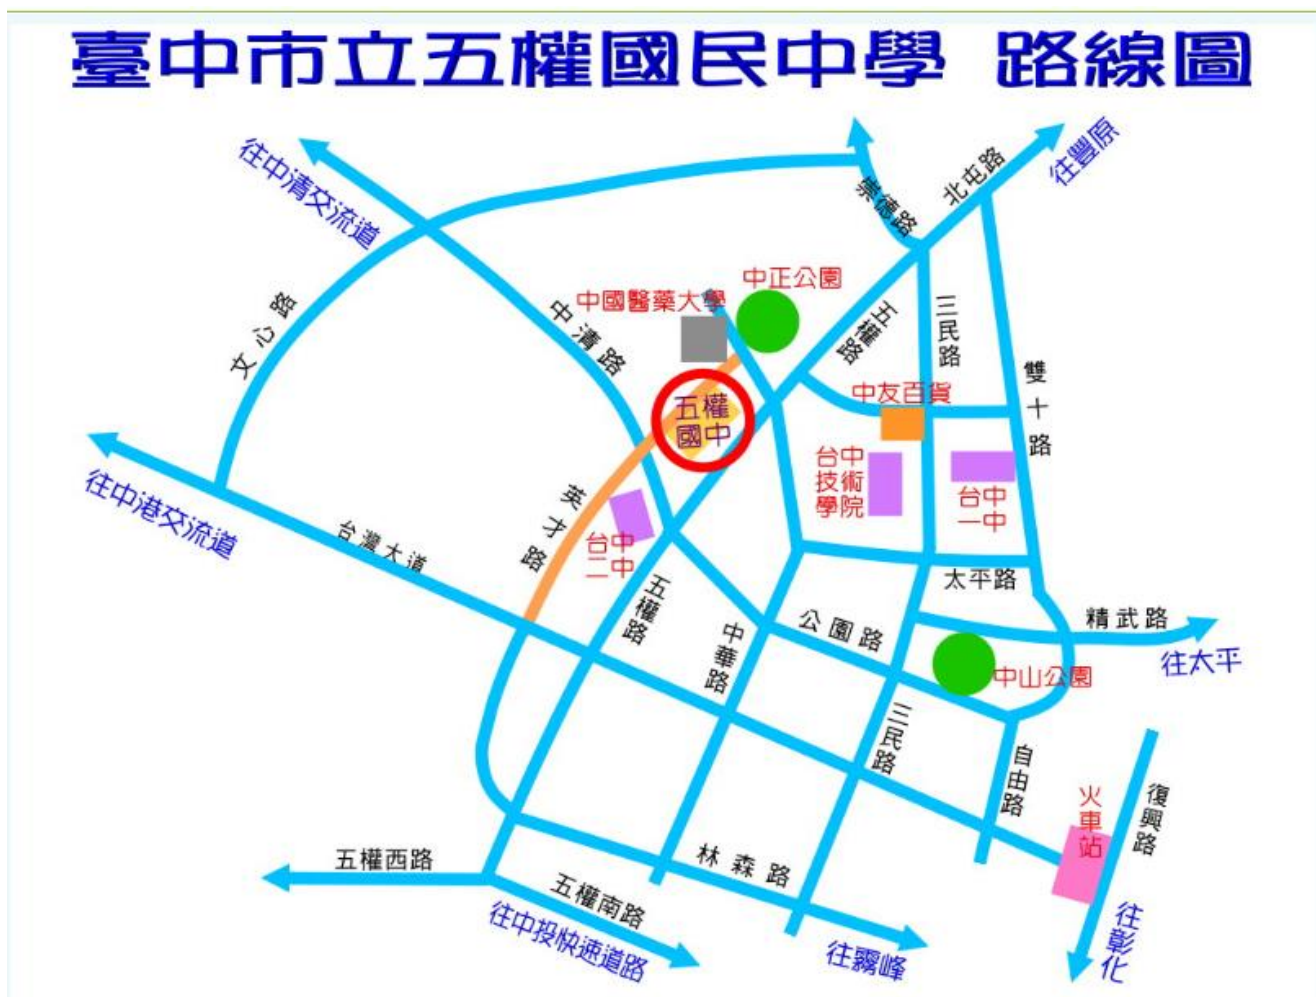 臺中市立五權國民中學 路線圖
往中清交流道
崇德路
北屯路
往豐原
中正公園
中國醫藥大學
文心路
中清路
五權路
三民路
雙十路
中友百貨
五權
國中
台中
技術
學院
台中
一中
往中港交流道
台灣大道
英才路
台中
二中
五權路
太平路
中華路
公園路
精武路
往太平
中山公園
三民路
自由路
火車站
復興路
五權西路
林森路
五權南路
往中投快速道路
往霧峰
往彰化